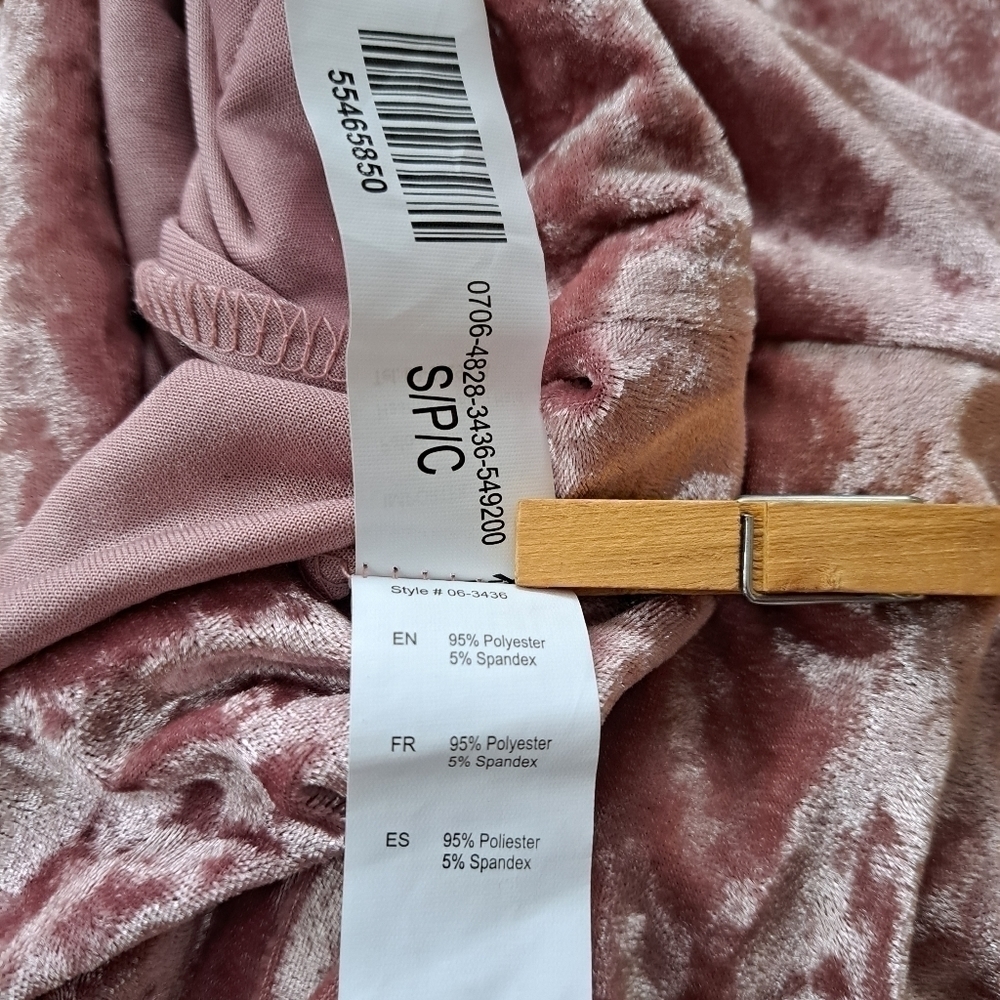 55465850
0706-4828-3436-549200
S/P/C
Style # 06-3436
EN 95% Polyester
5% Spandex
FR 95% Polyester
5% Spandex
ES 95% Poliester
5% Spandex